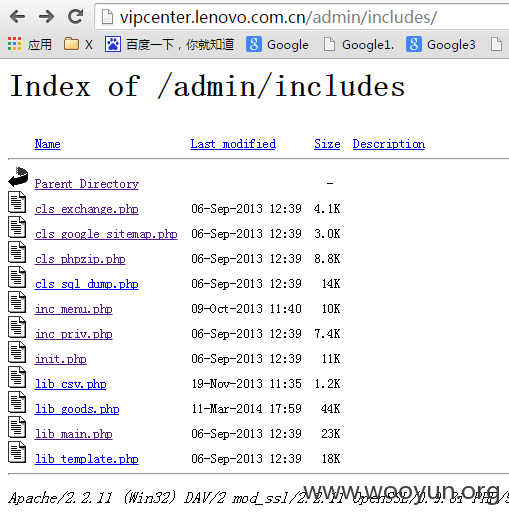 vipcenter.lenovo.com.cn/admin/includes/
应用 X 百度一下，你就知道 Google Google1. Google3
Index of /admin/includes
Name Last modified Size Description
Parent Directory -
cls_exchange.php 06-Sep-2013 12:39 4.1K
cls_google_sitemap.php 06-Sep-2013 12:39 3.0K
cls_phpzip.php 06-Sep-2013 12:39 8.8K
cls_sql_dump.php 06-Sep-2013 12:39 14K
inc_menu.php 09-Oct-2013 11:40 10K
inc_priv.php 06-Sep-2013 12:39 7.4K
init.php 06-Sep-2013 12:39 11K
lib_csv.php 19-Nov-2013 11:35 1.2K
lib_goods.php 11-Mar-2014 17:59 44K
lib_main.php 06-Sep-2013 12:39 23K
lib_template.php 06-Sep-2013 12:39 18K
www.wooyun.org
Apache/2.2.11 (Win32) DAV/2 mod_ssl/2.2.11